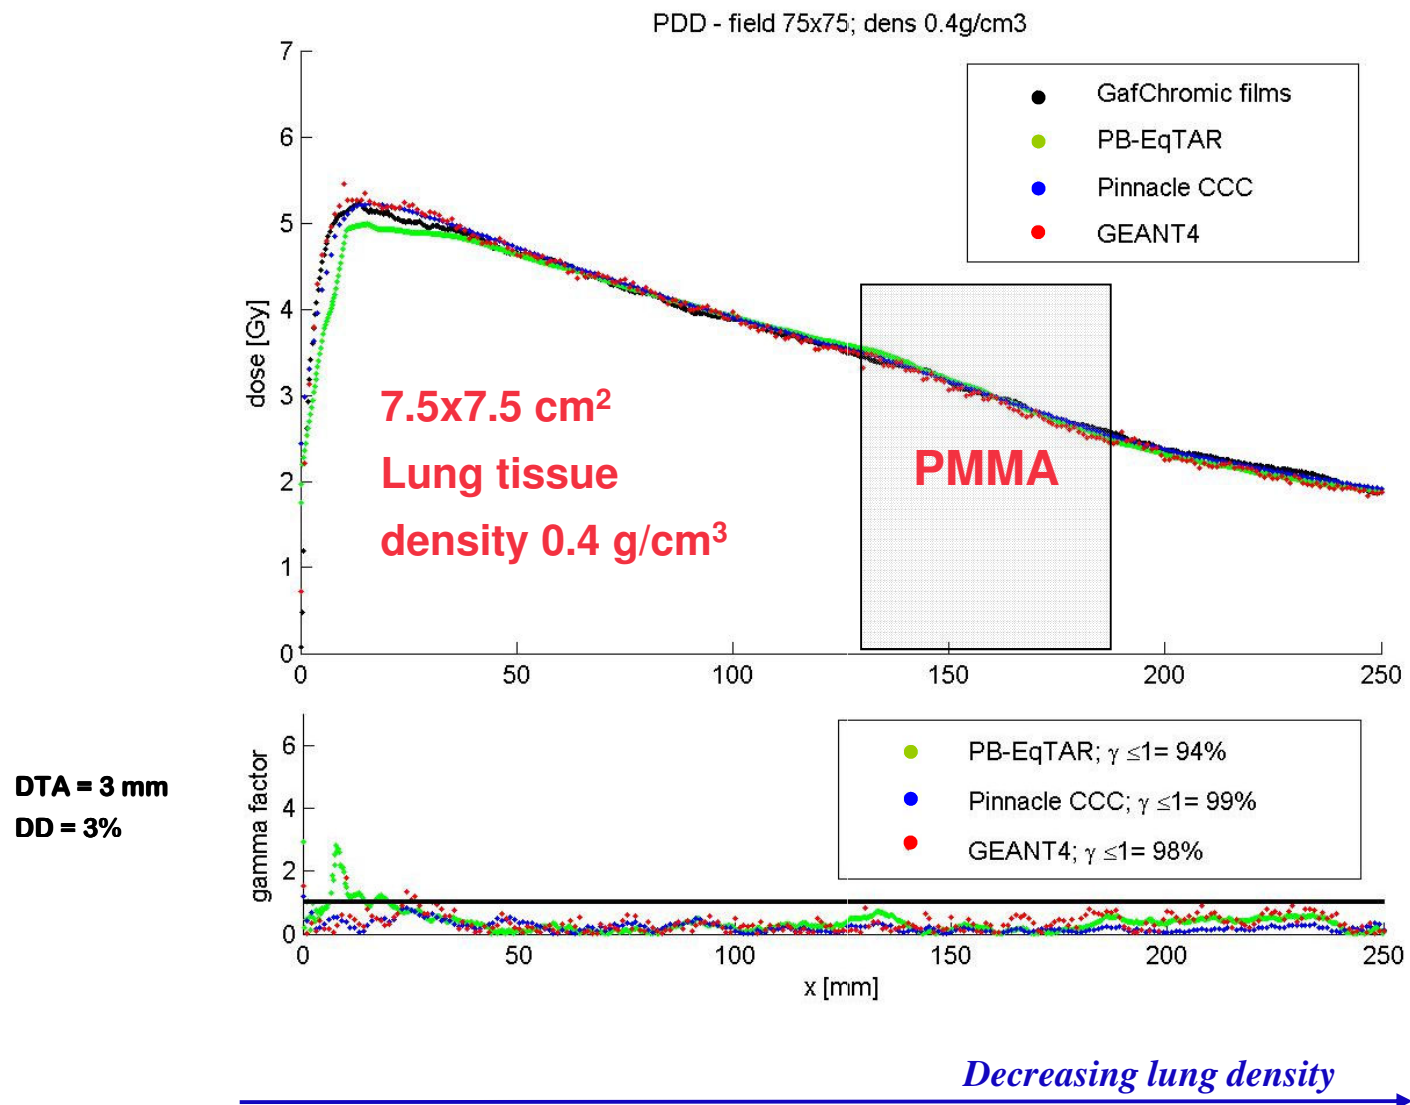 PDD - field 75x75; dens 0.4g/cm3
7
6
5
4
3
2
1
0
dose [Gy]
GafChromic films
PB-EqTAR
Pinnacle CCC
GEANT4
7.5x7.5 cm²
Lung tissue
density 0.4 g/cm³
PMMA
0 50 100 150 200 250
DTA = 3 mm
DD = 3%
gamma factor
6
4
2
0
PB-EqTAR; γ ≤1= 94%
Pinnacle CCC; γ ≤1= 99%
GEANT4; γ ≤1= 98%
0 50 100 150 200 250
x [mm]
Decreasing lung density